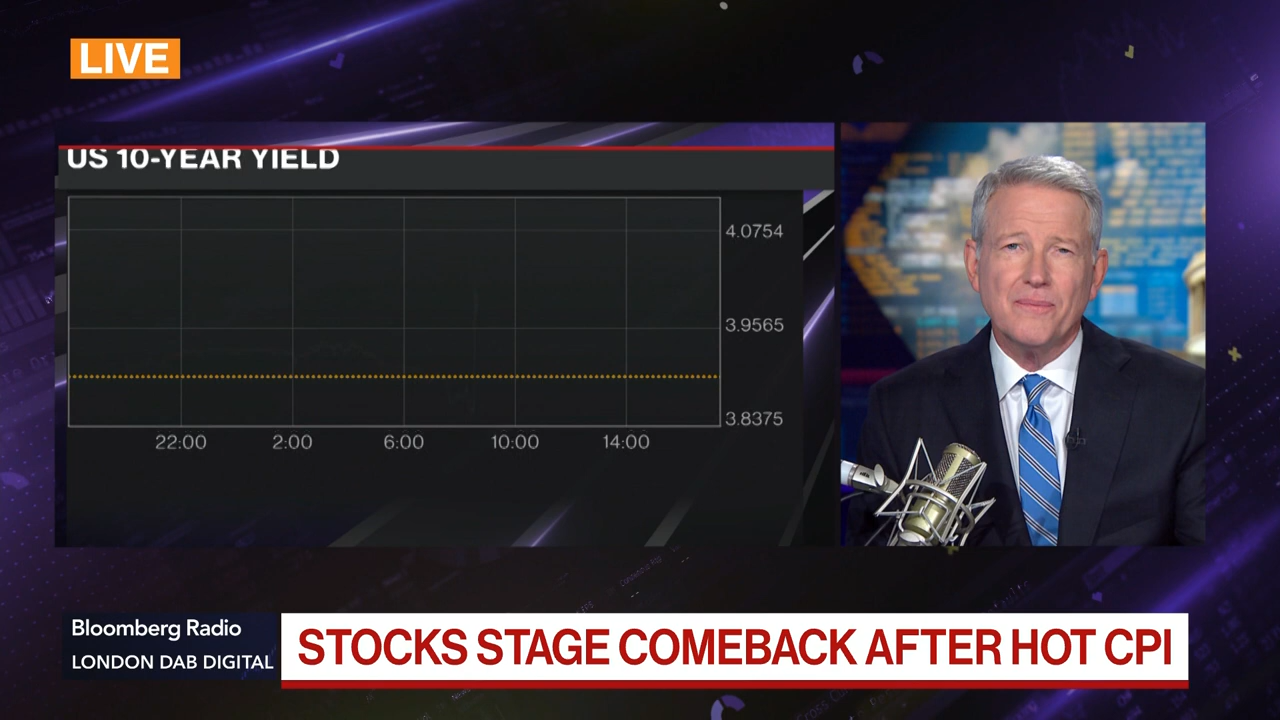 LIVE
US 10-YEAR YIELD
4.0754
3.9565
3.8375
22:00 2:00 6:00 10:00 14:00
Bloomberg Radio
LONDON DAB DIGITAL
STOCKS STAGE COMEBACK AFTER HOT CPI